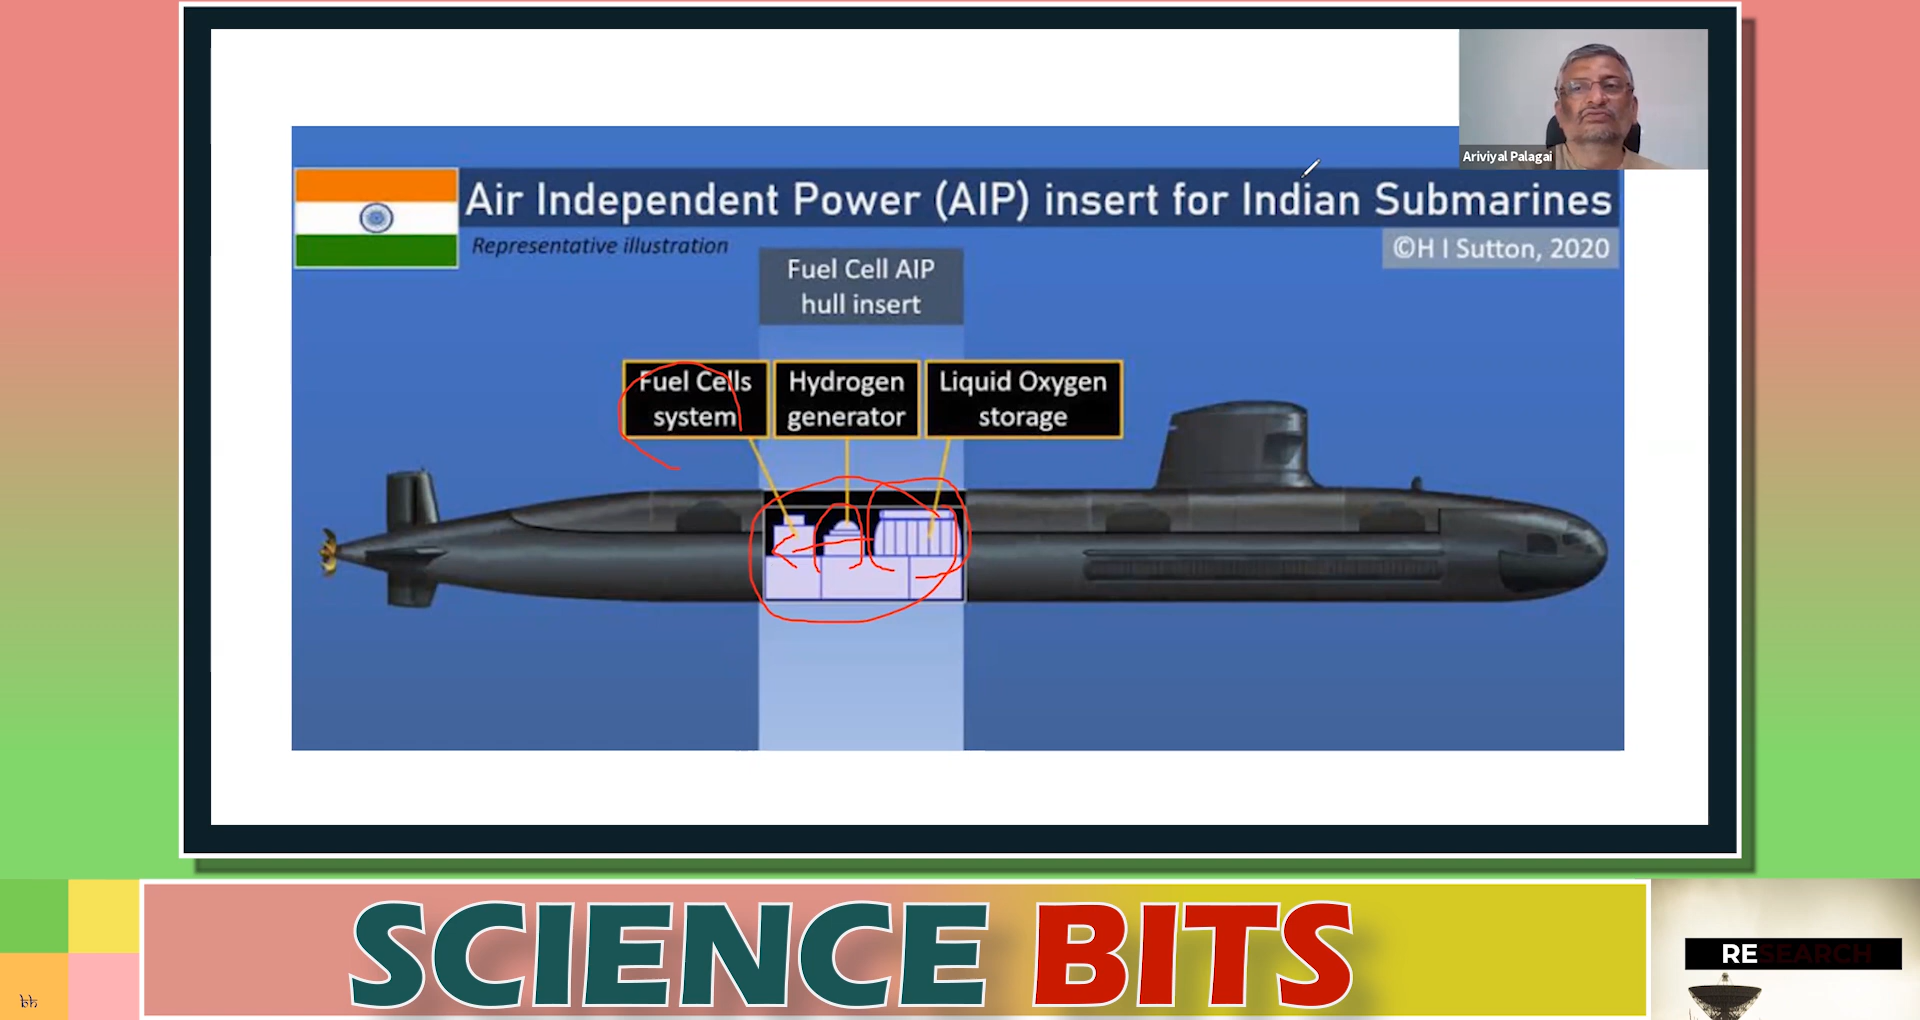 Ariviyal Palagai
Air Independent Power (AIP) insert for Indian Submarines
Representative illustration
©H I Sutton, 2020
Fuel Cell AIP
hull insert
Fuel Cells
system
Hydrogen
generator
Liquid Oxygen
storage
SCIENCE BITS
RESEARCH